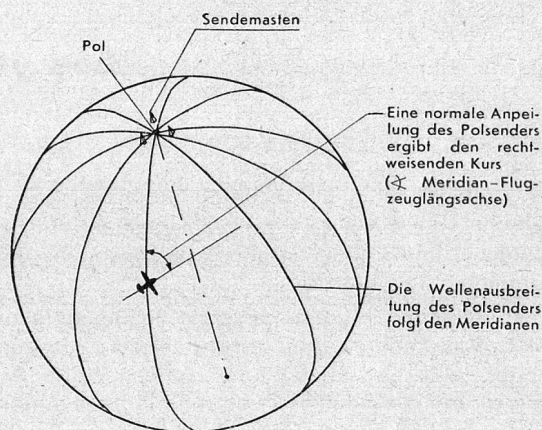 Sendemasten
Pol
Eine normale Anpei-
lung des Polsenders
ergibt den recht-
weisenden Kurs
(∢ Meridian-Flug-
zeuglängsachse)
Die Wellenausbrei-
tung des Polsenders
folgt den Meridianen